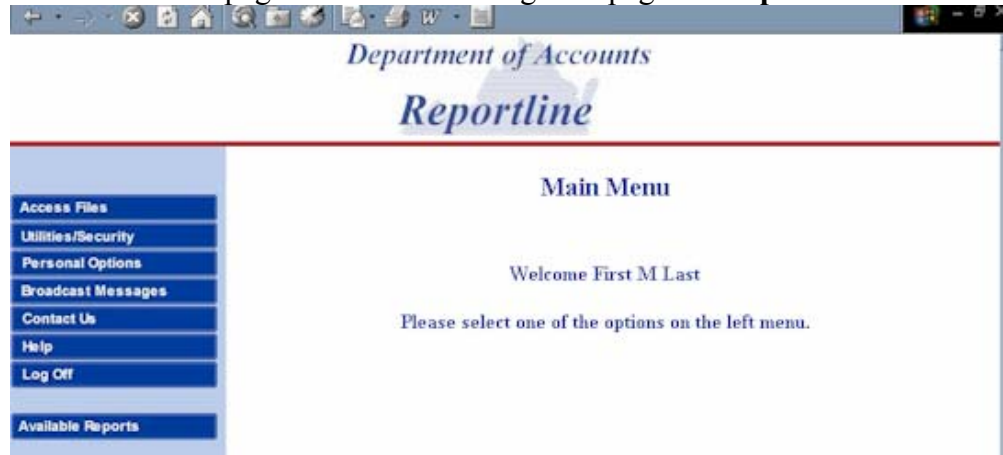 Department of Accounts
Reportline
Main Menu
Access Files
Utilities/Security
Personal Options
Broadcast Messages
Contact Us
Help
Log Off
Available Reports
Welcome First M Last
Please select one of the options on the left menu.